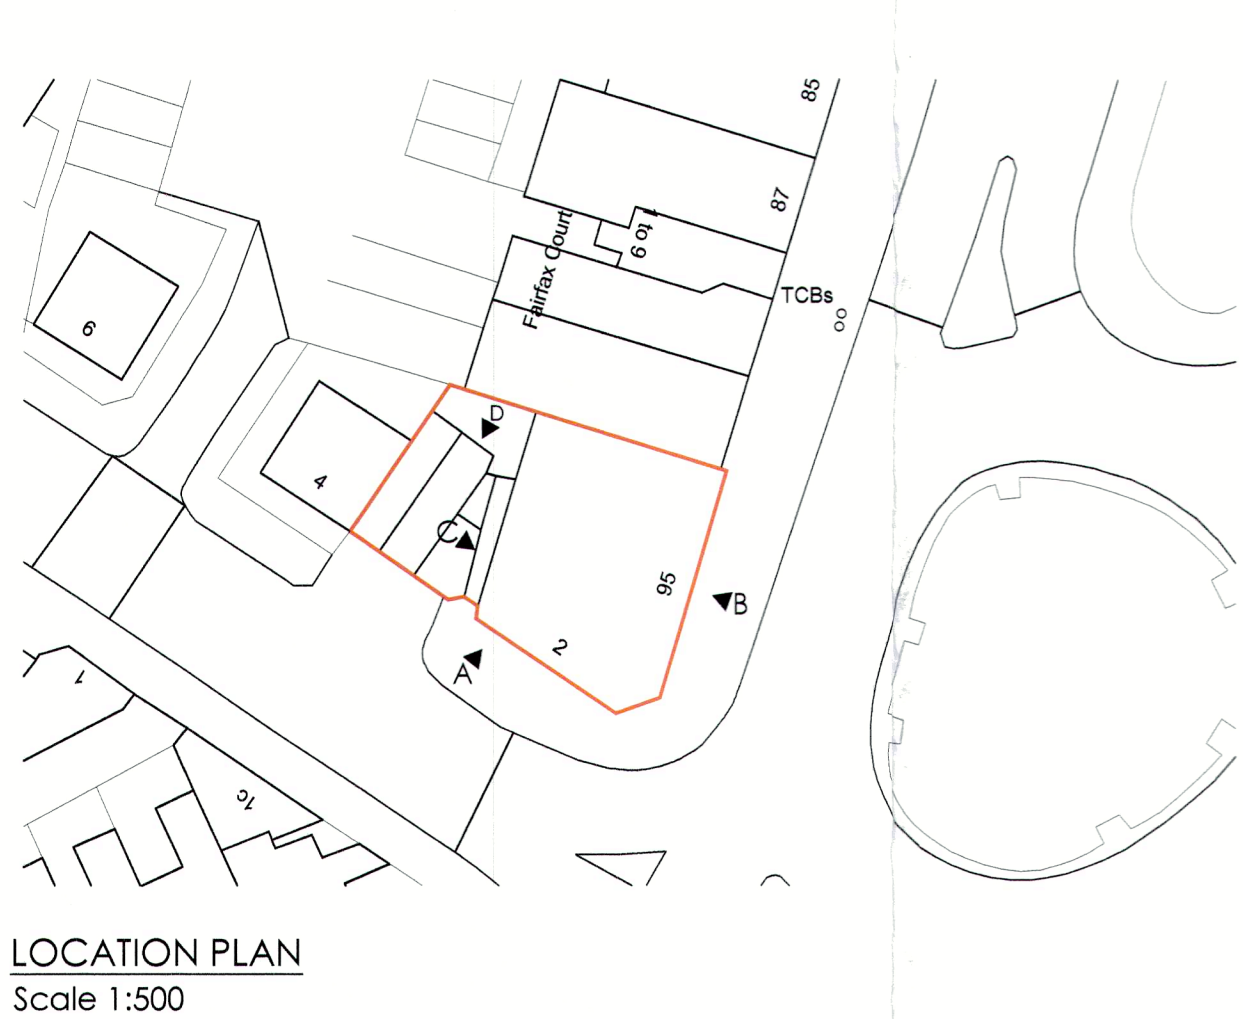 85
87
1 to 9
Fairfax Court
TCBs
6
D
4
C
95
B
2
A
1
1c
LOCATION PLAN
Scale 1:500